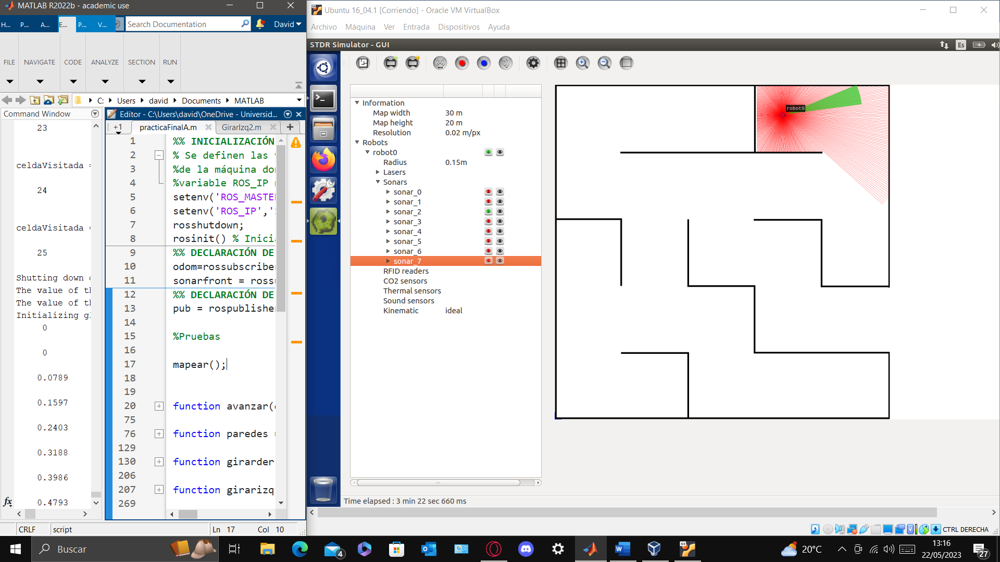 MATLAB R2022b - academic use
H... P... A... E... P... V...
Search Documentation
David
FILE NAVIGATE CODE ANALYZE SECTION RUN
C: Users david Documents MATLAB
Command Window
23
celdaVisitada =
24
celdaVisitada =
25
Shutting down
The value of th
The value of th
Initializing gl
0
0
0.0789
0.1597
0.2403
0.3188
0.3986
0.4793
fx
Editor - C:\Users\david\OneDrive - Universid...
+1 practicaFinalA.m GirarIzq2.m +
1 %% INICIALIZACIÓN
2 % Se definen las
3 %de la máquina do
4 %variable ROS_IP
5 setenv('ROS_MASTE
6 setenv('ROS_IP','
7 rosshutdown;
8 rosinit() % Inicia
9 %% DECLARACIÓN DE
10 odom=rossubscriber
11 sonarfront = ross
12 %% DECLARACIÓN DE
13 pub = rospublisher
14
15 %Pruebas
16
17 mapear();
18
19
20 function avanzar(
75
76 function paredes =
129
130 function girarder
206
207 function girarizq
269
CRLF script Ln 17 Col 10
Ubuntu 16_04.1 [Corriendo] - Oracle VM VirtualBox
Archivo Máquina Ver Entrada Dispositivos Ayuda
STDR Simulator - GUI
Es
Information
Map width 30 m
Map height 20 m
Resolution 0.02 m/px
Robots
robot0
Radius 0.15m
Lasers
Sonars
sonar_0
sonar_1
sonar_2
sonar_3
sonar_4
sonar_5
sonar_6
sonar_7
RFID readers
CO2 sensors
Thermal sensors
Sound sensors
Kinematic ideal
robot0
Time elapsed : 3 min 22 sec 660 ms
CTRL DERECHA
Buscar
4
20°C
13:16
22/05/2023
27